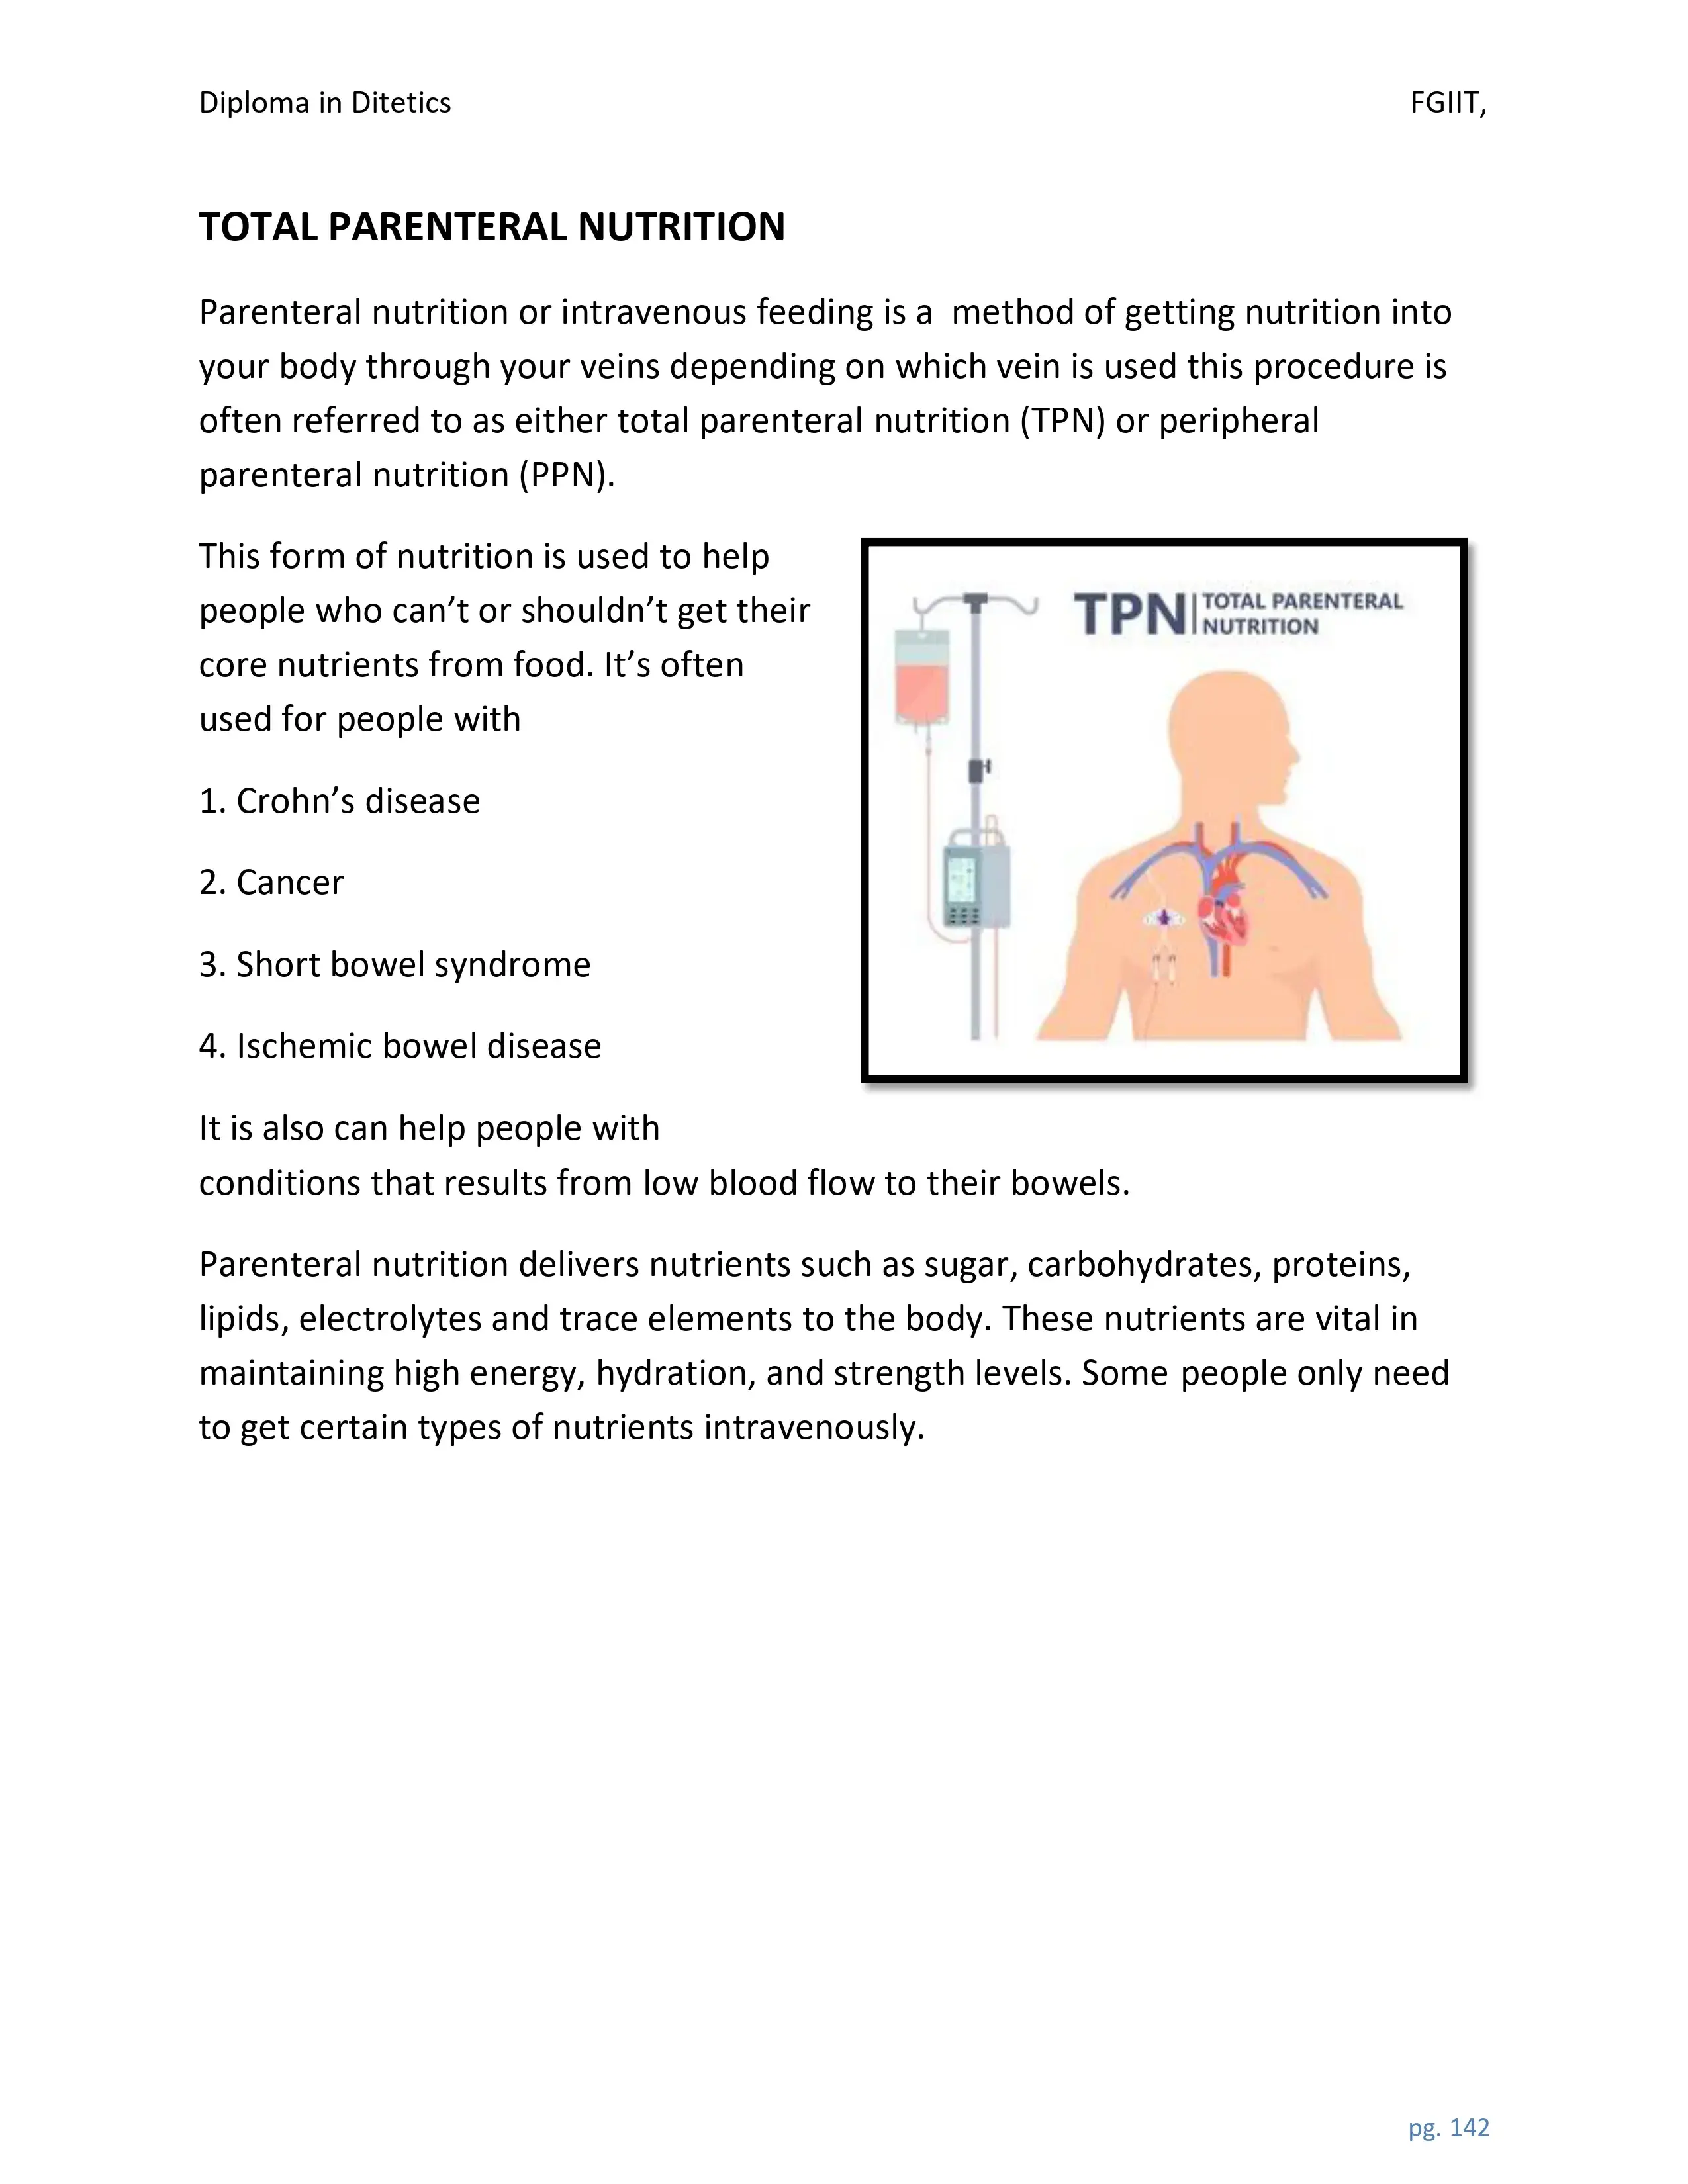 Diploma in Ditetics FGIIT,
TOTAL PARENTERAL NUTRITION
Parenteral nutrition or intravenous feeding is a  method of getting nutrition into
your body through your veins depending on which vein is used this procedure is
often referred to as either total parenteral nutrition (TPN) or peripheral
parenteral nutrition (PPN).
This form of nutrition is used to help
people who can’t or shouldn’t get their
core nutrients from food. It’s often
used for people with
1. Crohn’s disease
2. Cancer
3. Short bowel syndrome
4. Ischemic bowel disease
TPN TOTAL PARENTERAL
NUTRITION
It is also can help people with
conditions that results from low blood flow to their bowels.
Parenteral nutrition delivers nutrients such as sugar, carbohydrates, proteins,
lipids, electrolytes and trace elements to the body. These nutrients are vital in
maintaining high energy, hydration, and strength levels. Some people only need
to get certain types of nutrients intravenously.
pg. 142